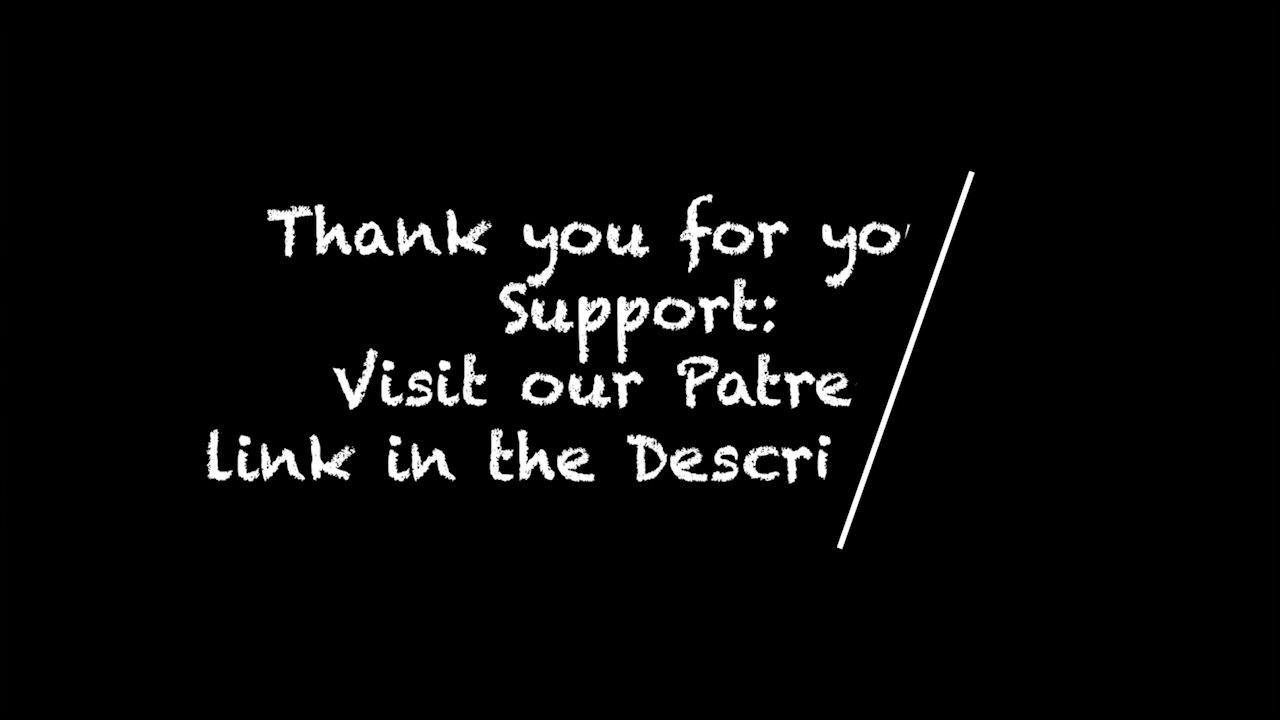 Thank you for yo
Support:
Visit our Patre
link in the Descri